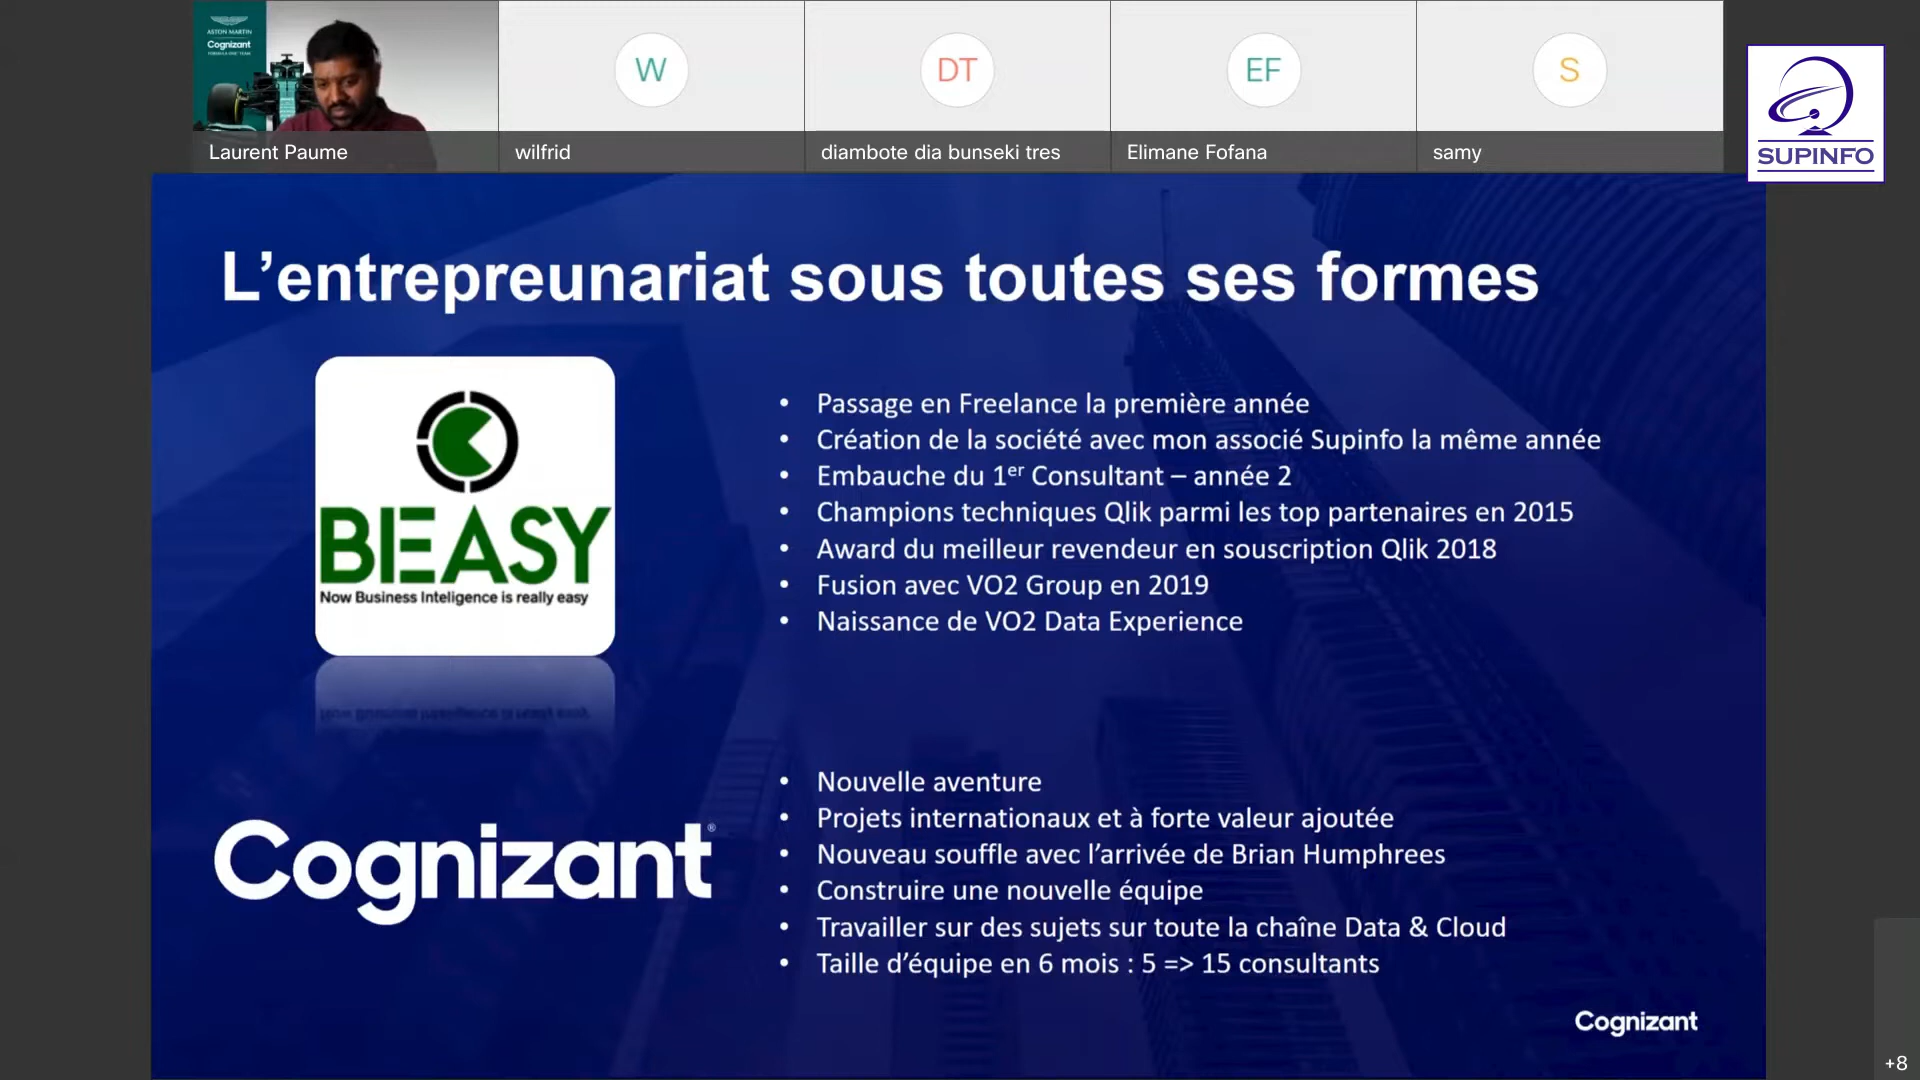 ASTON MARTIN
Cognizant
W
DT
EF
S
Laurent Paume
wilfrid
diambote dia bunseki tres
Elimane Fofana
samy
SUPINFO
L’entrepreunariat sous toutes ses formes
BEASY
Now Business Inteligence is really easy
• Passage en Freelance la première année
• Création de la société avec mon associé Supinfo la même année
• Embauche du 1er Consultant – année 2
• Champions techniques Qlik parmi les top partenaires en 2015
• Award du meilleur revendeur en souscription Qlik 2018
• Fusion avec VO2 Group en 2019
• Naissance de VO2 Data Experience
Cognizant®
• Nouvelle aventure
• Projets internationaux et à forte valeur ajoutée
• Nouveau souffle avec l’arrivée de Brian Humphrees
• Construire une nouvelle équipe
• Travailler sur des sujets sur toute la chaîne Data & Cloud
• Taille d’équipe en 6 mois : 5 => 15 consultants
Cognizant
+8